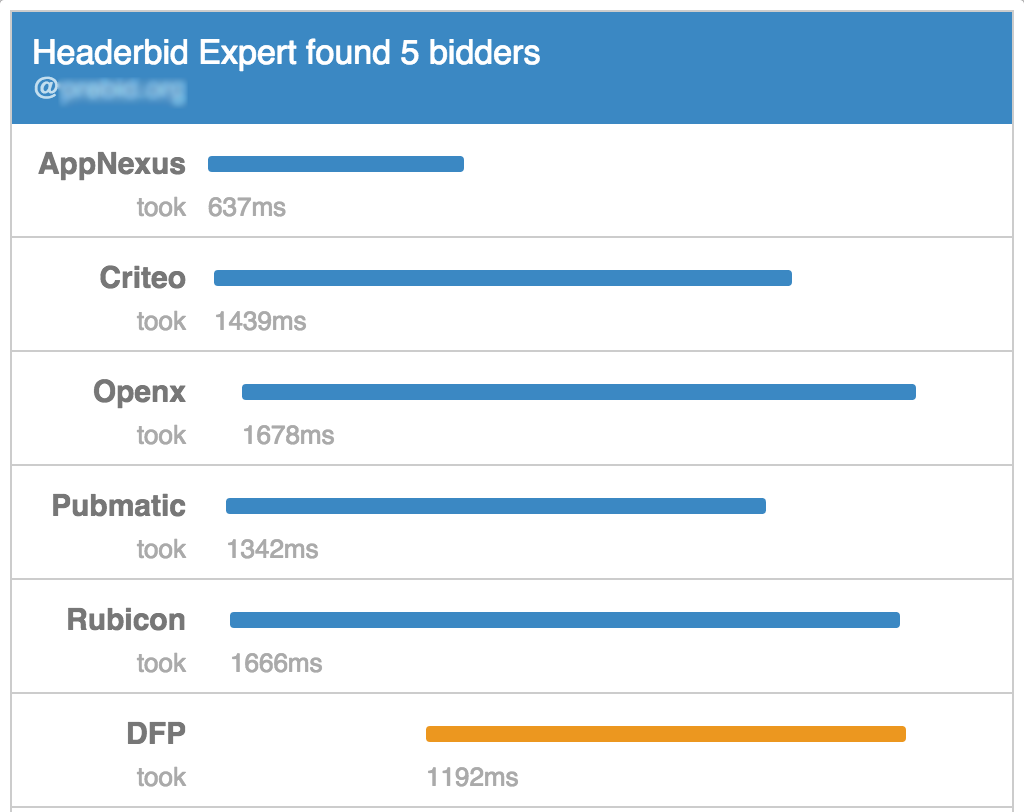 Headerbid Expert found 5 bidders
@
AppNexus
took 637ms
Criteo
took 1439ms
Openx
took 1678ms
Pubmatic
took 1342ms
Rubicon
took 1666ms
DFP
took 1192ms